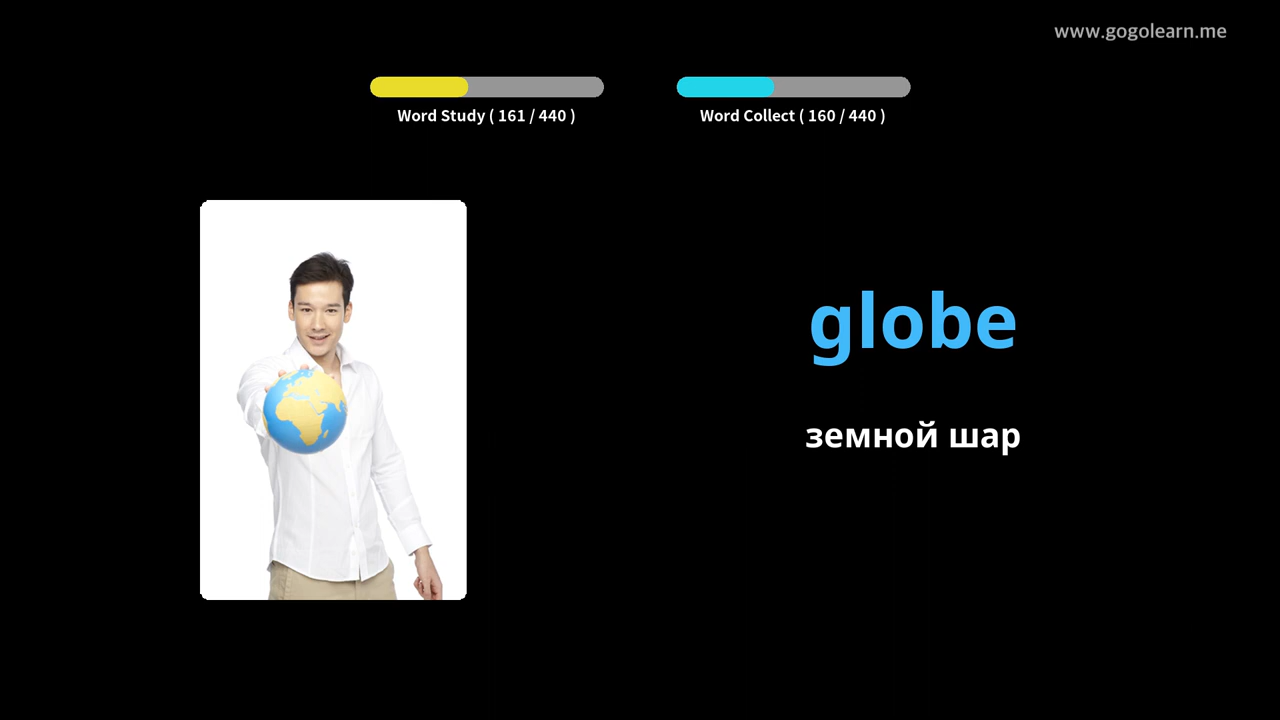 www.gogolearn.me
Word Study ( 161 / 440 )
Word Collect ( 160 / 440 )
globe
земной шар